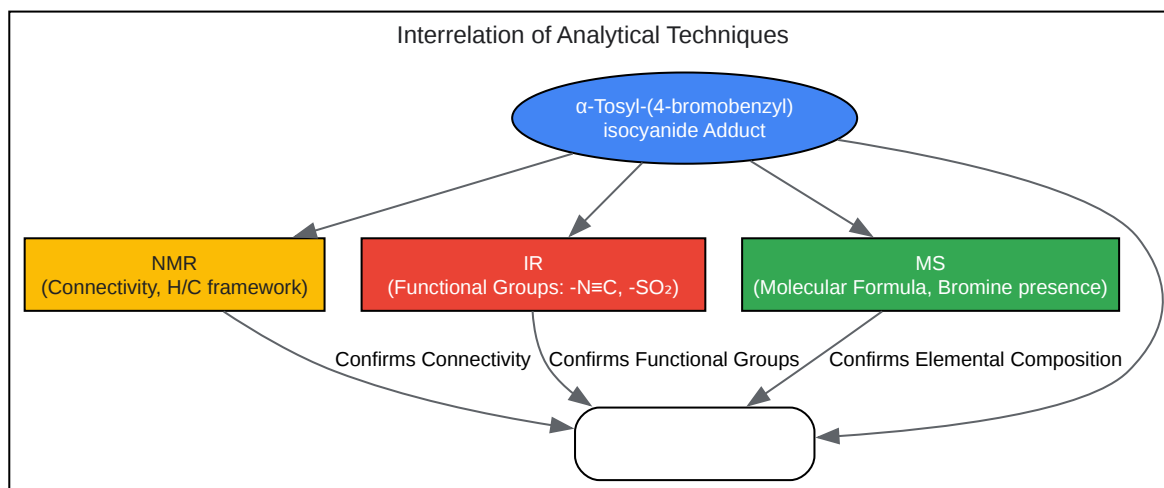 Interrelation of Analytical Techniques
α-Tosyl-(4-bromobenzyl)
isocyanide Adduct
NMR
(Connectivity, H/C framework)
IR
(Functional Groups: -N≡C, -SO₂)
MS
(Molecular Formula, Bromine presence)
Confirms Connectivity
Confirms Functional Groups
Confirms Elemental Composition